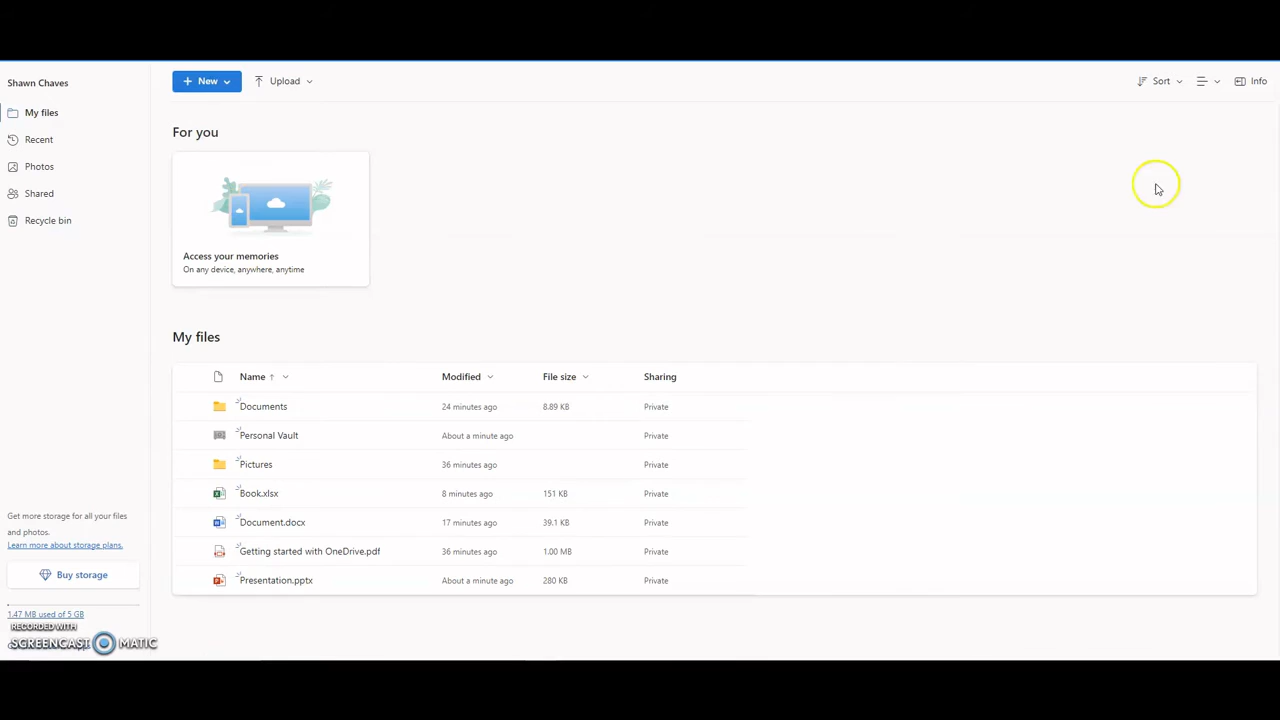 Shawn Chaves
My files
Recent
Photos
Shared
Recycle bin
Get more storage for all your files
and photos.
Learn more about storage plans.
Buy storage
1.47 MB used of 5 GB
RECORDED WITH
SCREENCAST MATIC
New
Upload
Sort
Info
For you
Access your memories
On any device, anywhere, anytime
My files
Name Modified File size Sharing
Documents 24 minutes ago 8.89 KB Private
Personal Vault About a minute ago Private
Pictures 36 minutes ago Private
Book.xlsx 8 minutes ago 151 KB Private
Document.docx 17 minutes ago 39.1 KB Private
Getting started with OneDrive.pdf 36 minutes ago 1.00 MB Private
Presentation.pptx About a minute ago 280 KB Private